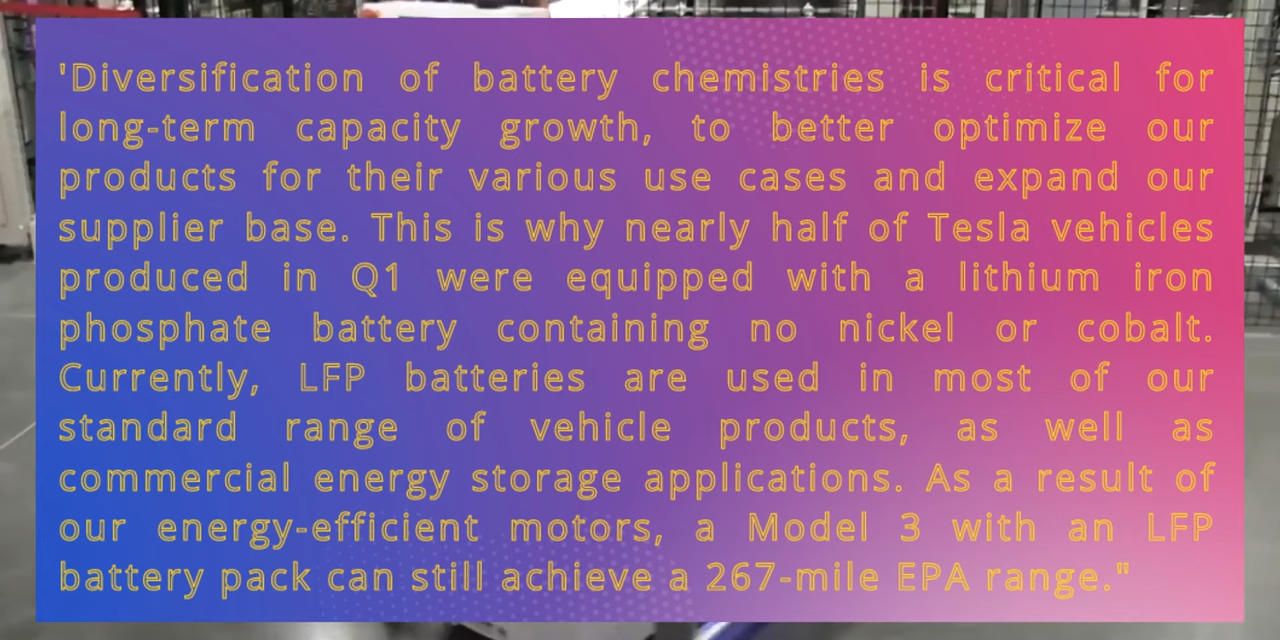 'Diversification of battery chemistries is critical for
long-term capacity growth, to better optimize our
products for their various use cases and expand our
supplier base. This is why nearly half of Tesla vehicles
produced in Q1 were equipped with a lithium iron
phosphate battery containing no nickel or cobalt.
Currently, LFP batteries are used in most of our
standard range of vehicle products, as well as
commercial energy storage applications. As a result of
our energy-efficient motors, a Model 3 with an LFP
battery pack can still achieve a 267-mile EPA range."